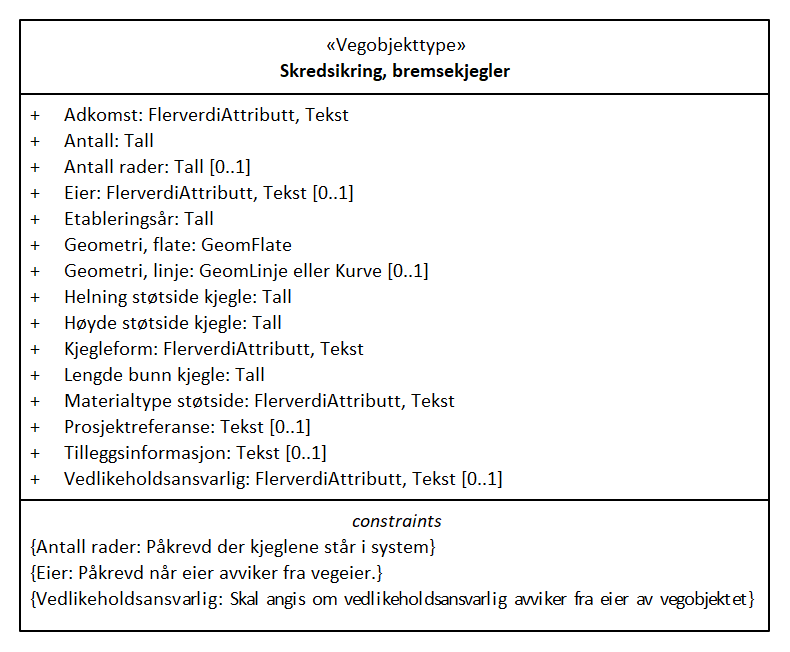 «Vegobjekttype»
Skredsikring, bremsekjegler
+ Adkomst: FlerverdiAttributt, Tekst
+ Antall: Tall
+ Antall rader: Tall [0..1]
+ Eier: FlerverdiAttributt, Tekst [0..1]
+ Etableringsår: Tall
+ Geometri, flate: GeomFlate
+ Geometri, linje: GeomLinje eller Kurve [0..1]
+ Helning støtside kjegle: Tall
+ Høyde støtside kjegle: Tall
+ Kjegleform: FlerverdiAttributt, Tekst
+ Lengde bunn kjegle: Tall
+ Materialtype støtside: FlerverdiAttributt, Tekst
+ Prosjektreferanse: Tekst [0..1]
+ Tilleggsinformasjon: Tekst [0..1]
+ Vedlikeholdsansvarlig: FlerverdiAttributt, Tekst [0..1]
constraints
{Antall rader: Påkrevd der kjeglene står i system}
{Eier: Påkrevd når eier avviker fra vegeier.}
{Vedlikeholdsansvarlig: Skal angis om vedlikeholdsansvarlig avviker fra eier av vegobjektet}